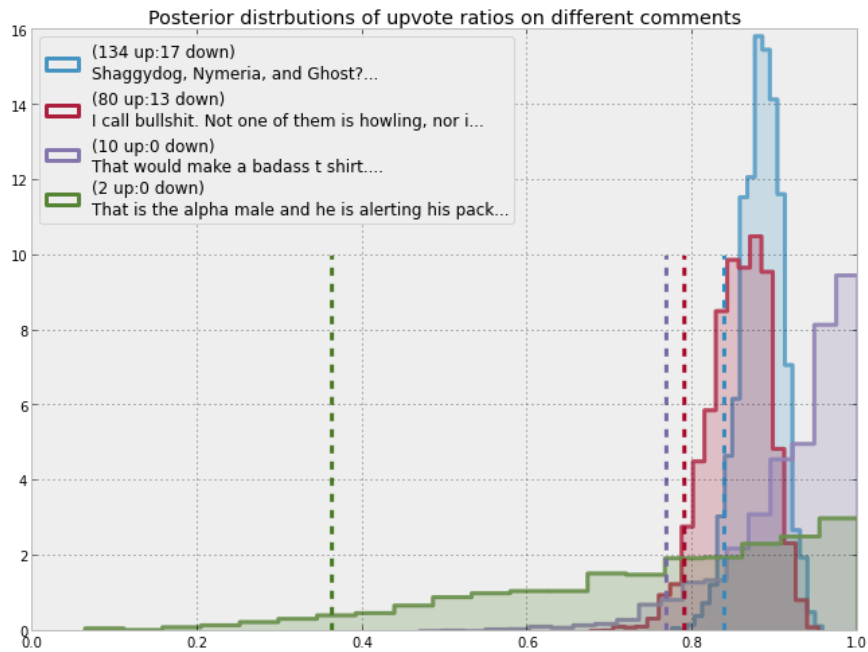 Posterior distrbutions of upvote ratios on different comments
(134 up:17 down)
Shaggydog, Nymeria, and Ghost?...
(80 up:13 down)
I call bullshit. Not one of them is howling, nor i...
(10 up:0 down)
That would make a badass t shirt....
(2 up:0 down)
That is the alpha male and he is alerting his pack...
16
14
12
10
8
6
4
2
0
0.0 0.2 0.4 0.6 0.8 1.0